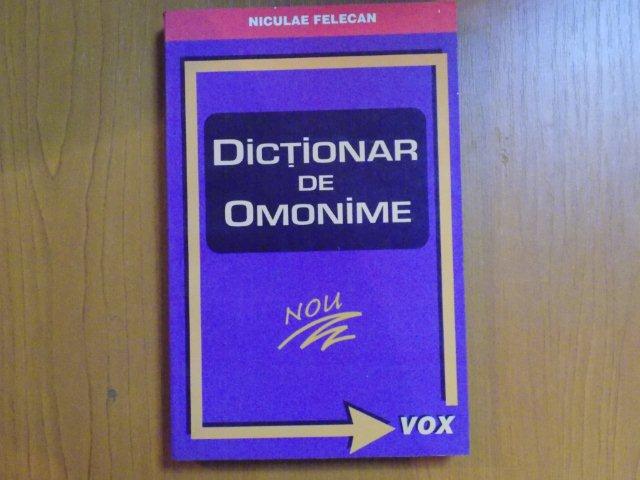 NICULAE FELECAN
DICȚIONAR
DE
OMONIME
NOU
VOX